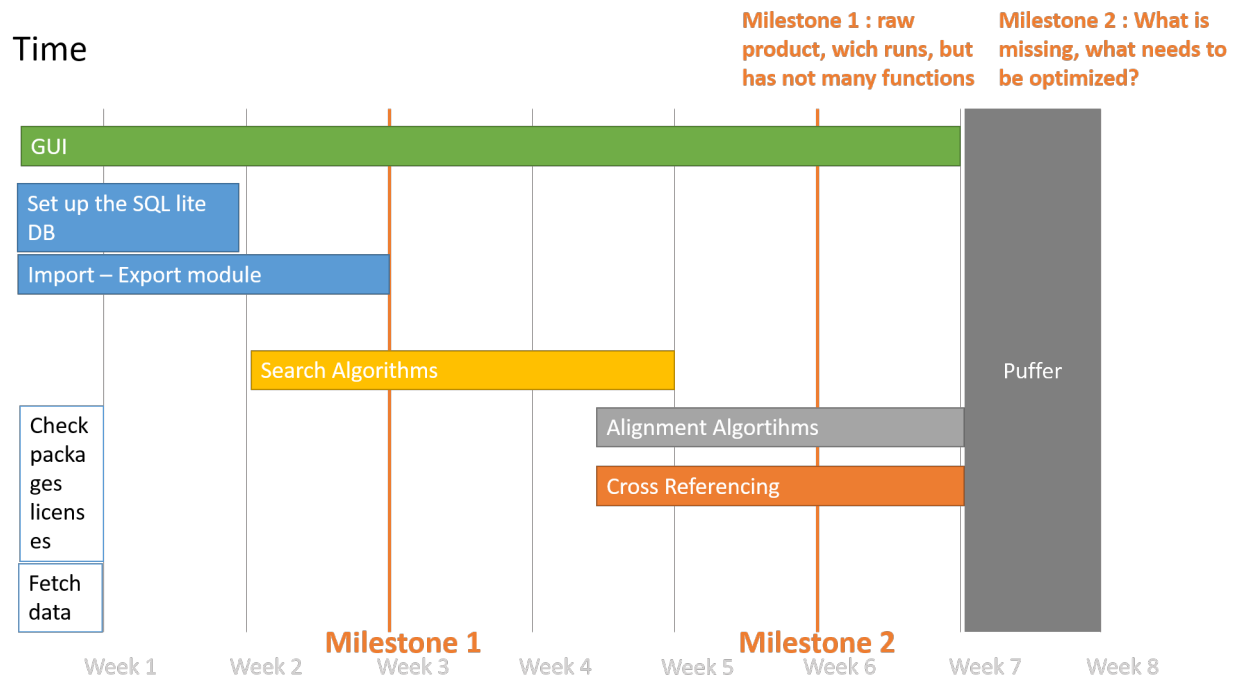 Time
Milestone 1 : raw
product, wich runs, but
has not many functions
Milestone 2 : What is
missing, what needs to
be optimized?
GUI
Set up the SQL lite
DB
Import – Export module
Search Algorithms
Puffer
Check
packa
ges
licens
es
Alignment Algortihms
Cross Referencing
Fetch
data
Milestone 1
Milestone 2
Week 1
Week 2
Week 3
Week 4
Week 5
Week 6
Week 7
Week 8